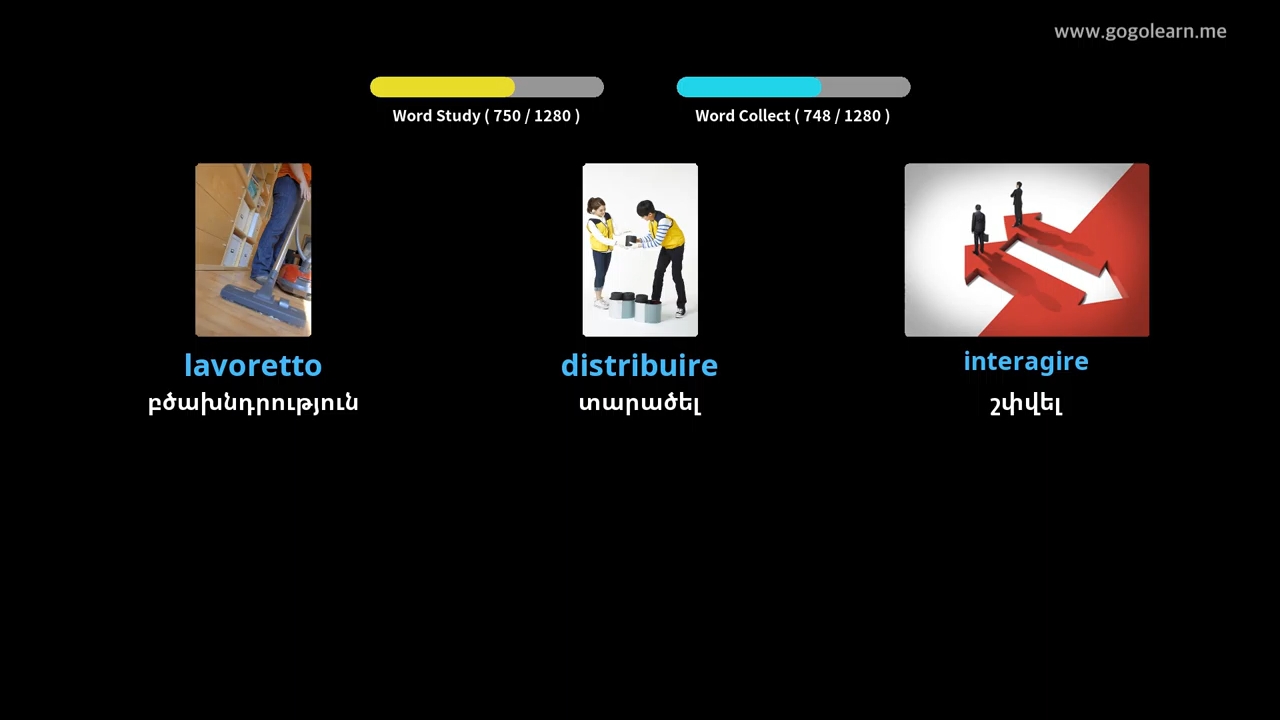 www.gogolearn.me
Word Study ( 750 / 1280 )
Word Collect ( 748 / 1280 )
lavoretto
բծախնդրություն
distribuire
տարածել
interagire
շփվել